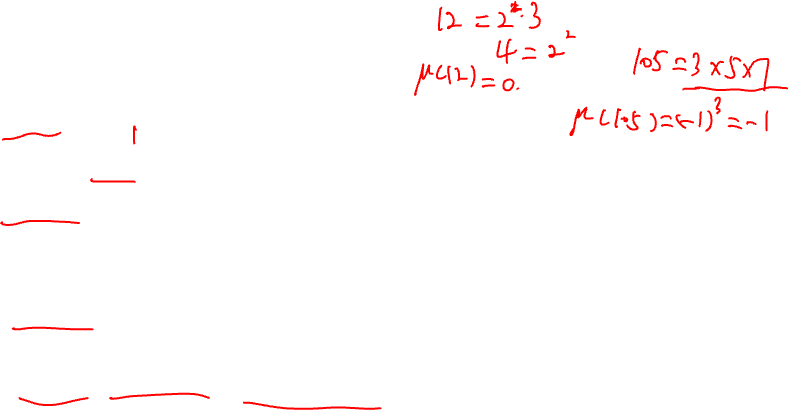 12 = 2²·3
4 = 2²
μ(12) = 0.
105 = 3×5×7
μ(105) = (-1)³ = -1